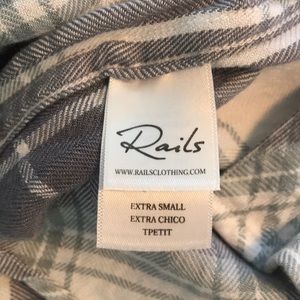 Rails
WWW.RAILSCLOTHING.COM
EXTRA SMALL
EXTRA CHICO
TPETIT